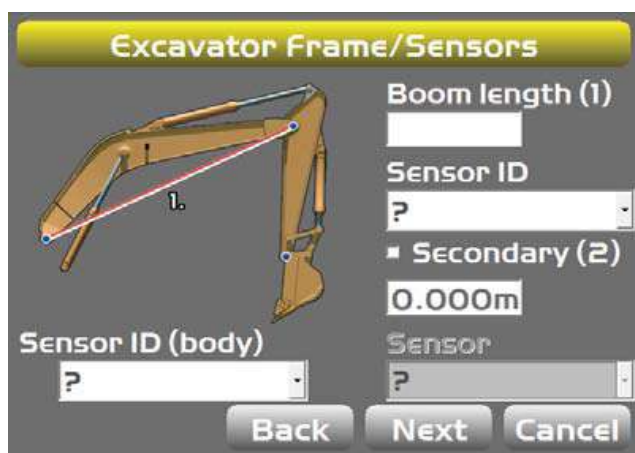 Excavator Frame/Sensors
Boom length (1)
Sensor ID
?
Secondary (2)
0.000m
1.
Sensor ID (body)
?
Sensor
?
Back
Next
Cancel